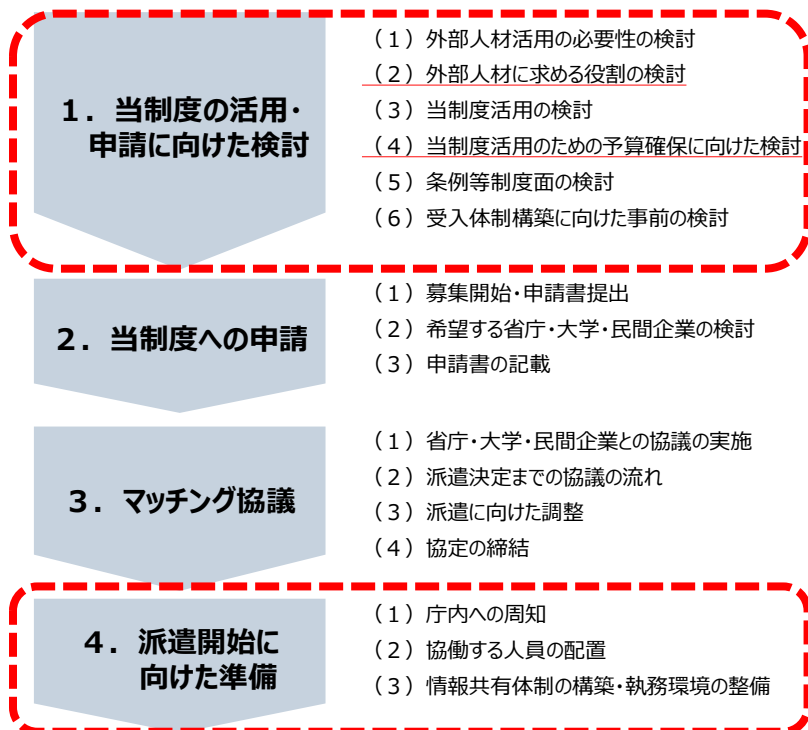 １．当制度の活用・
申請に向けた検討
（１）外部人材活用の必要性の検討
（２）外部人材に求める役割の検討
（３）当制度活用の検討
（４）当制度活用のための予算確保に向けた検討
（５）条例等制度面の検討
（６）受入体制構築に向けた事前の検討
２．当制度への申請
（１）募集開始・申請書提出
（２）希望する省庁・大学・民間企業の検討
（３）申請書の記載
３．マッチング協議
（１）省庁・大学・民間企業との協議の実施
（２）派遣決定までの協議の流れ
（３）派遣に向けた調整
（４）協定の締結
４．派遣開始に
向けた準備
（１）庁内への周知
（２）協働する人員の配置
（３）情報共有体制の構築・執務環境の整備